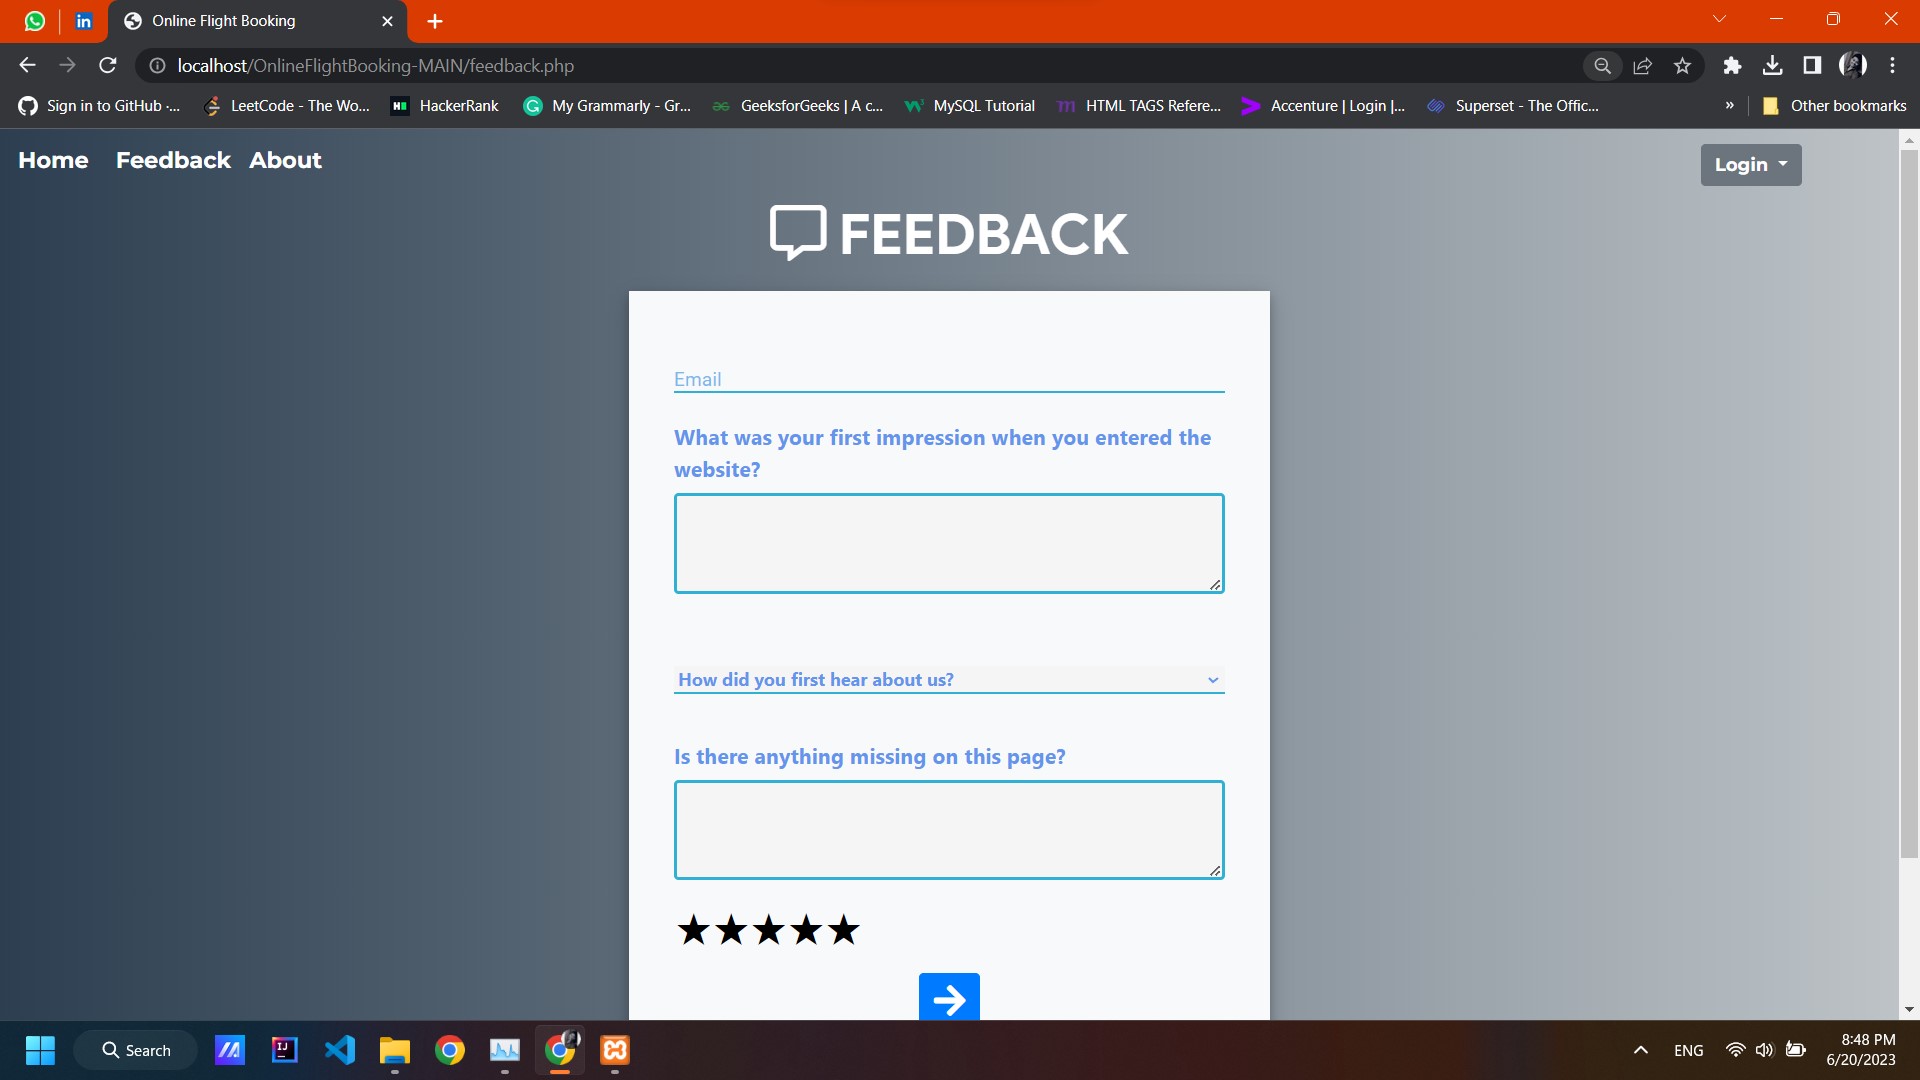 Online Flight Booking
localhost/OnlineFlightBooking-MAIN/feedback.php
Sign in to GitHub ·... LeetCode - The Wo... HackerRank My Grammarly - Gr... GeeksforGeeks | A c... MySQL Tutorial HTML TAGS Refere... Accenture | Login |... Superset - The Offic... » Other bookmarks
Home Feedback About Login
FEEDBACK
Email
What was your first impression when you entered the
website?
How did you first hear about us?
Is there anything missing on this page?
Search
ENG
8:48 PM
6/20/2023